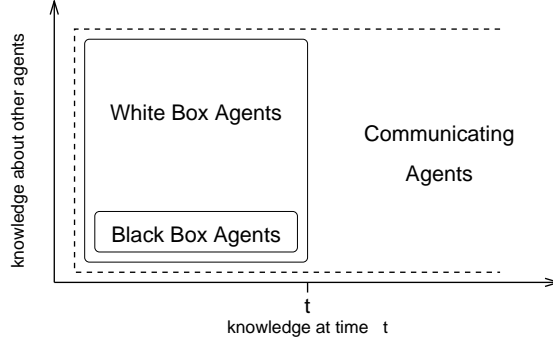 knowledge about other agents
White Box Agents
Communicating
Agents
Black Box Agents
t
knowledge at time t